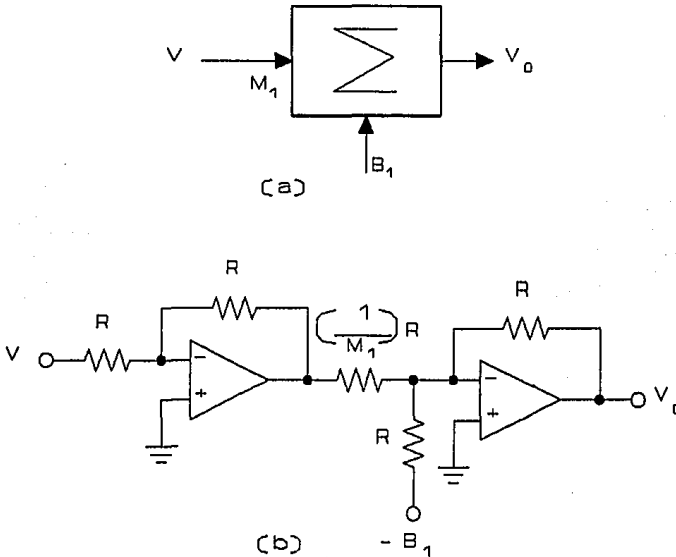 V M₁ Σ V₀
B₁
(a)
R R
R (1/M₁) R
V − −
+ + V₀
R
− B₁
(b)